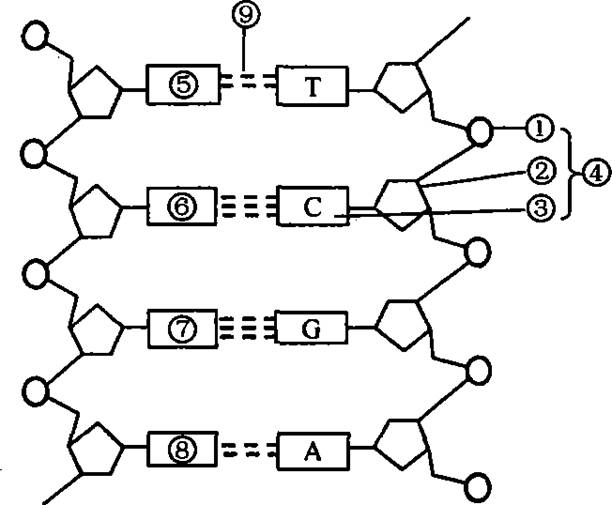 ⑨
⑤ T
①
②
④
⑥ C ③
⑦ G
⑧ A